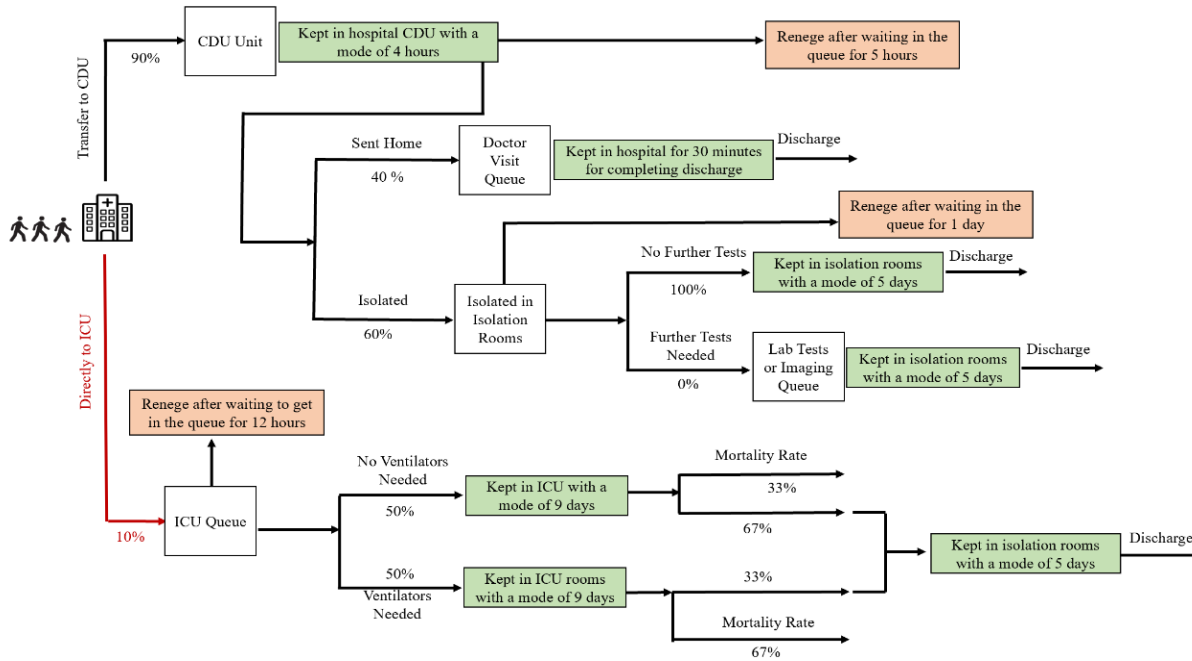 CDU Unit
Kept in hospital CDU with a
mode of 4 hours
Renege after waiting in the
queue for 5 hours
90%
Transfer to CDU
Sent Home
40 %
Doctor
Visit
Queue
Kept in hospital for 30 minutes
for completing discharge
Discharge
Renege after waiting in the
queue for 1 day
Isolated
60%
Isolated in
Isolation
Rooms
No Further Tests
100%
Kept in isolation rooms
with a mode of 5 days
Discharge
Further Tests
Needed
0%
Lab Tests
or Imaging
Queue
Kept in isolation rooms
with a mode of 5 days
Discharge
Directly to ICU
10%
Renege after waiting to get
in the queue for 12 hours
ICU Queue
No Ventilators
Needed
50%
Kept in ICU with a
mode of 9 days
Mortality Rate
33%
67%
50%
Ventilators
Needed
Kept in ICU rooms
with a mode of 9 days
33%
Mortality Rate
67%
Kept in isolation rooms
with a mode of 5 days
Discharge